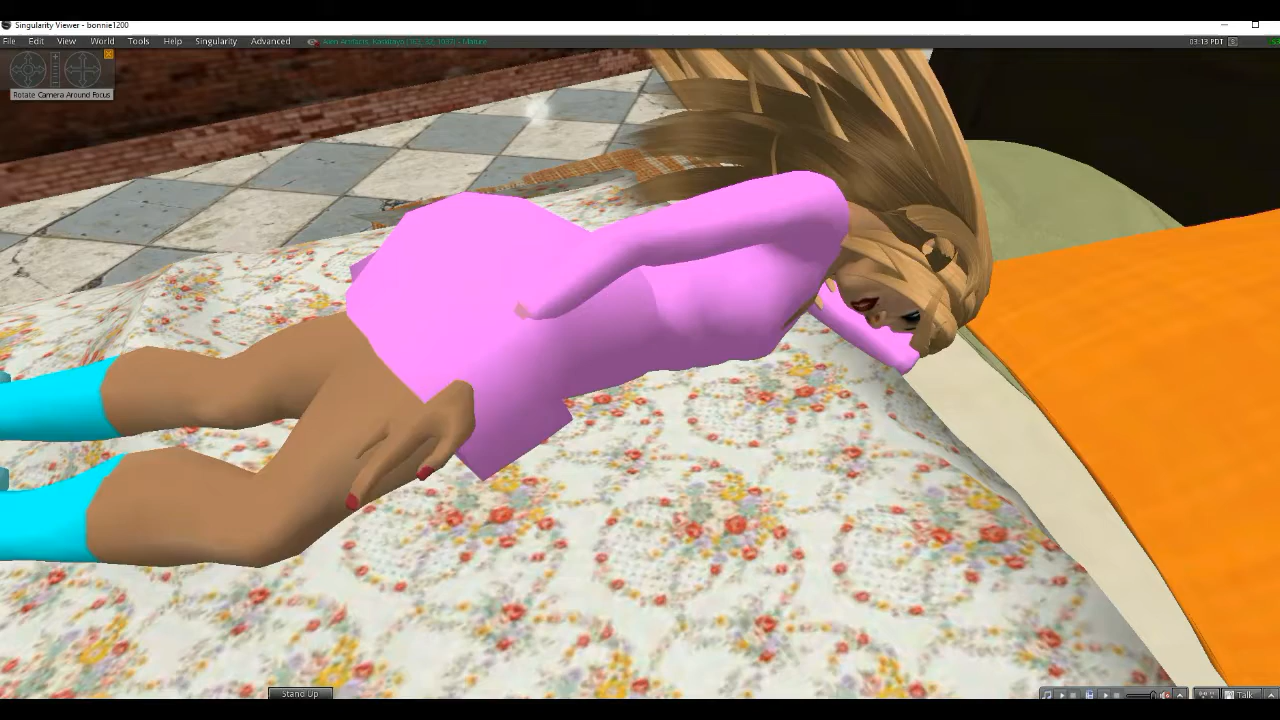 Singularity Viewer - bonnie1200
File Edit View World Tools Help Singularity Advanced
03:13 PDT
Rotate Camera Around Focus
Stand Up
Talk